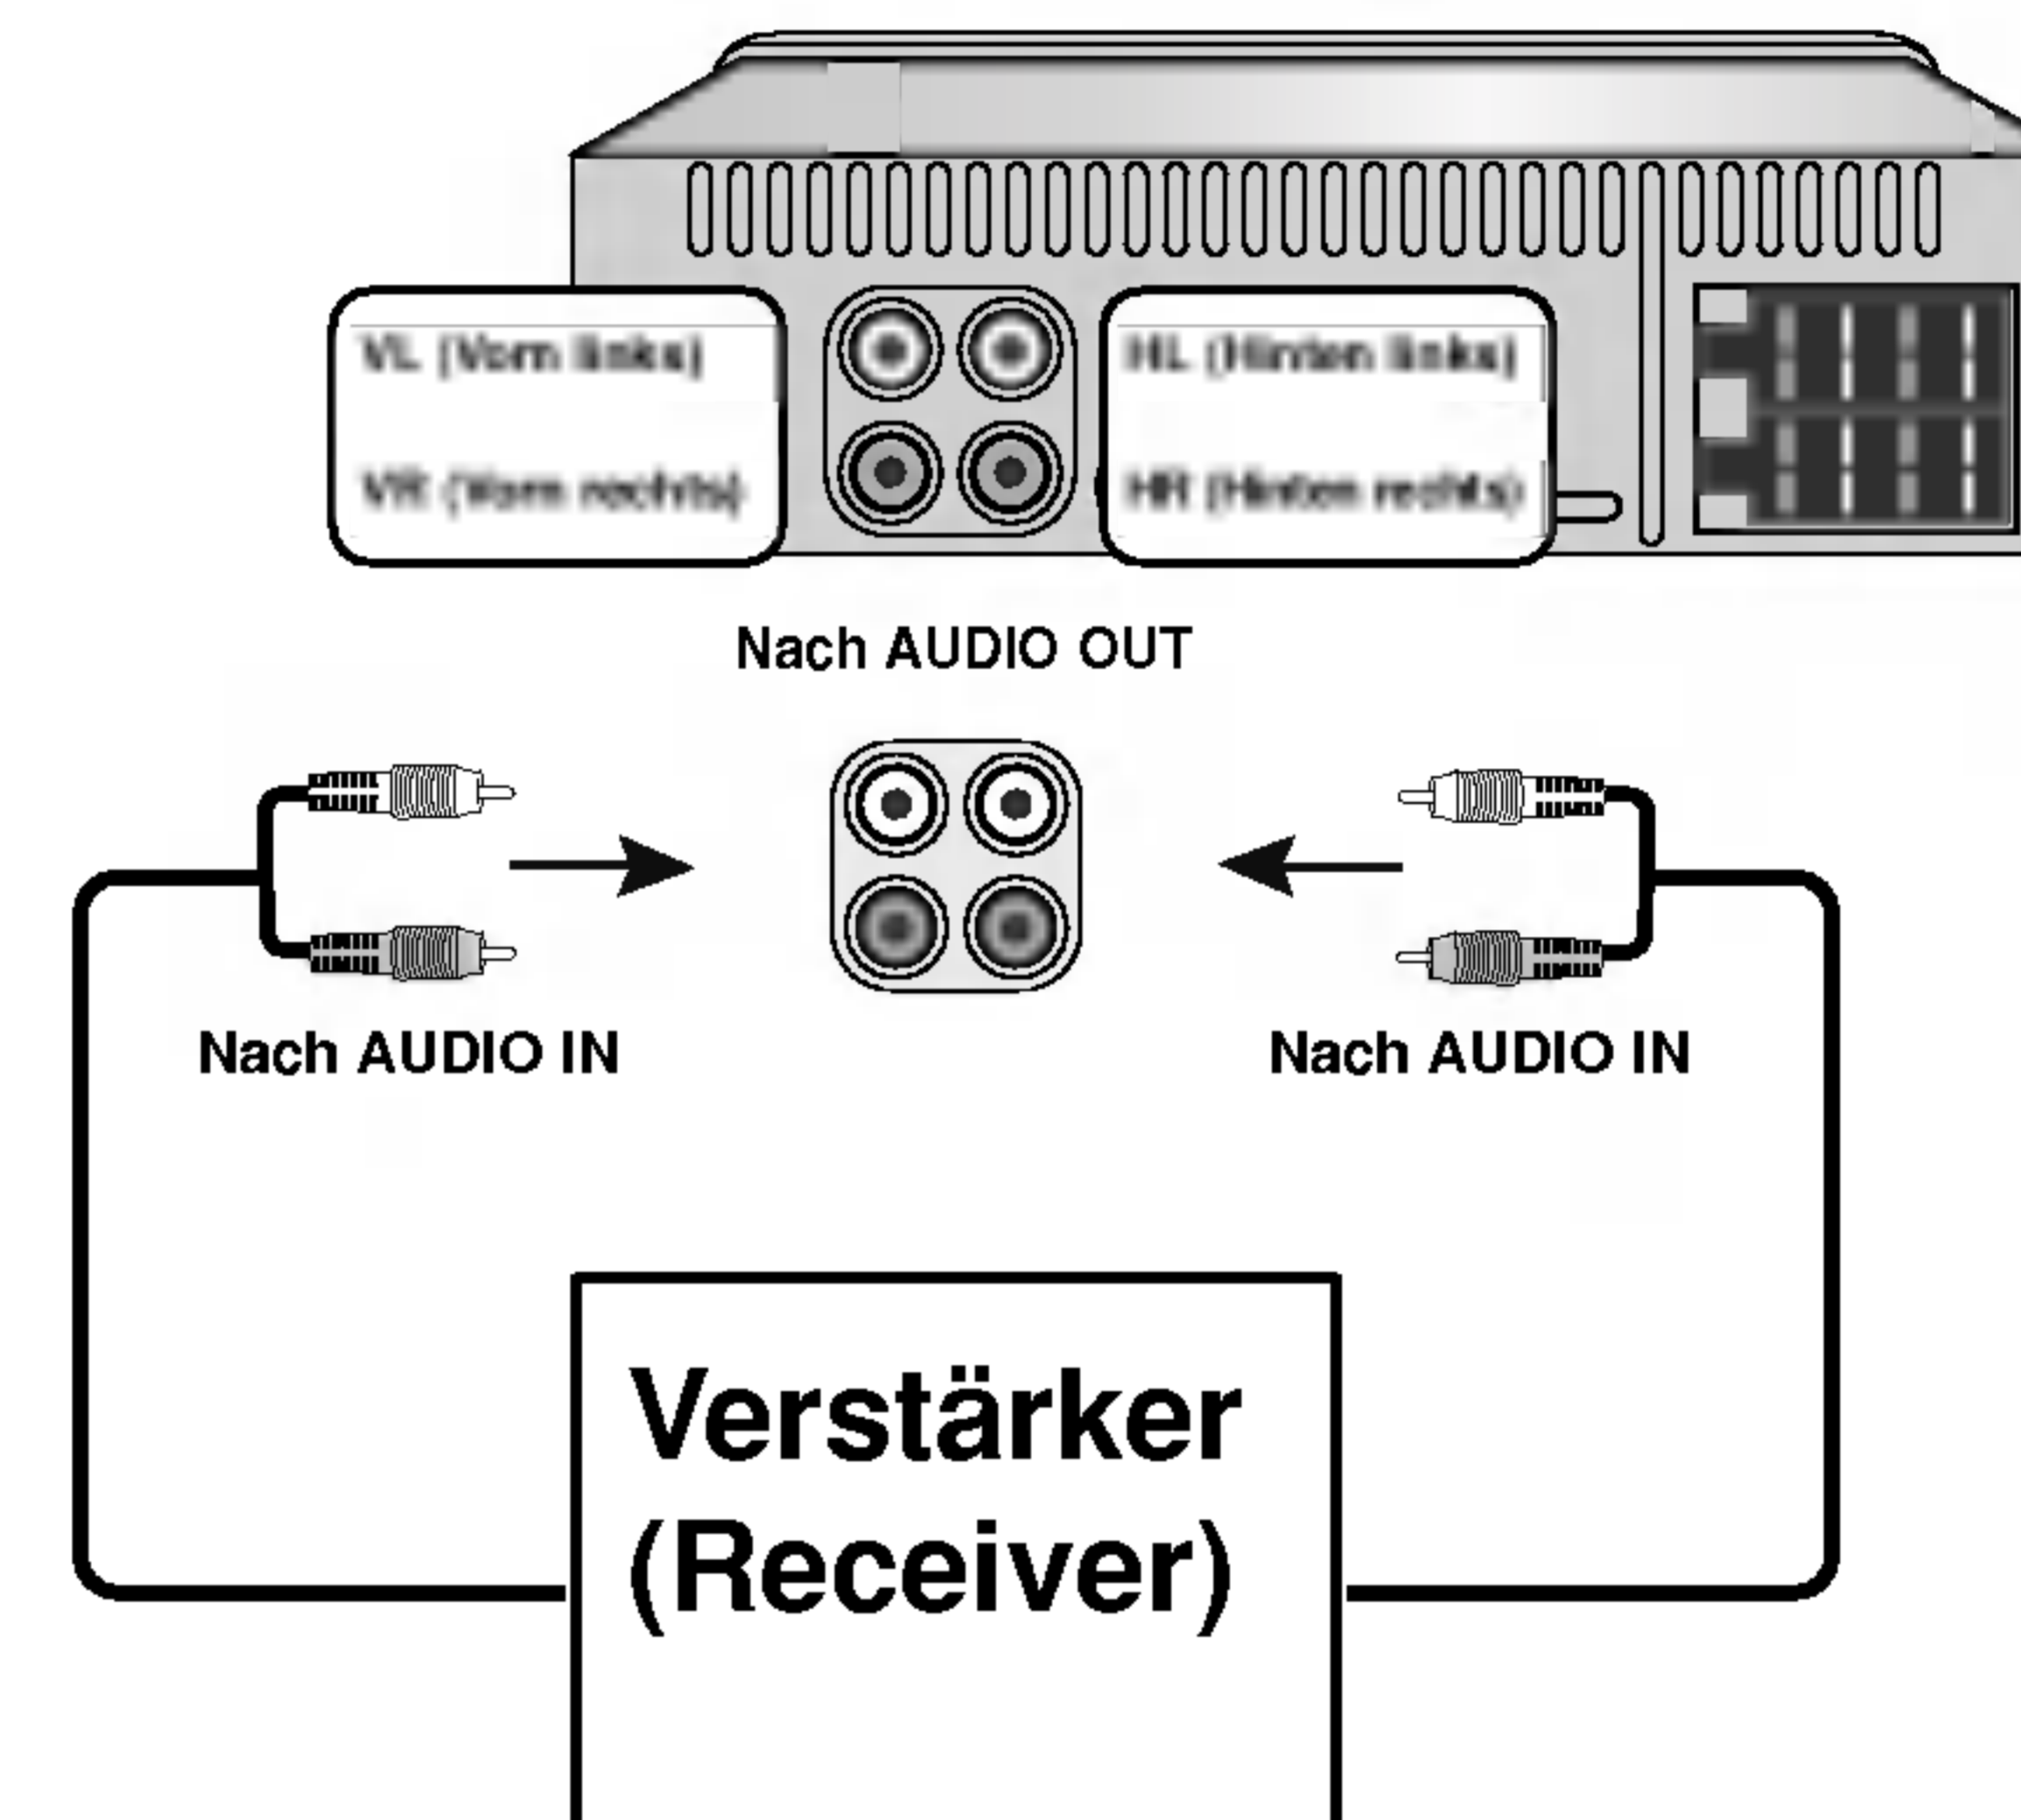 VL (Vorn links)
HL (Hinten links)
VR (Vorn rechts)
HR (Hinten rechts)
Nach AUDIO OUT
Nach AUDIO IN
Nach AUDIO IN
Verstärker
(Receiver)